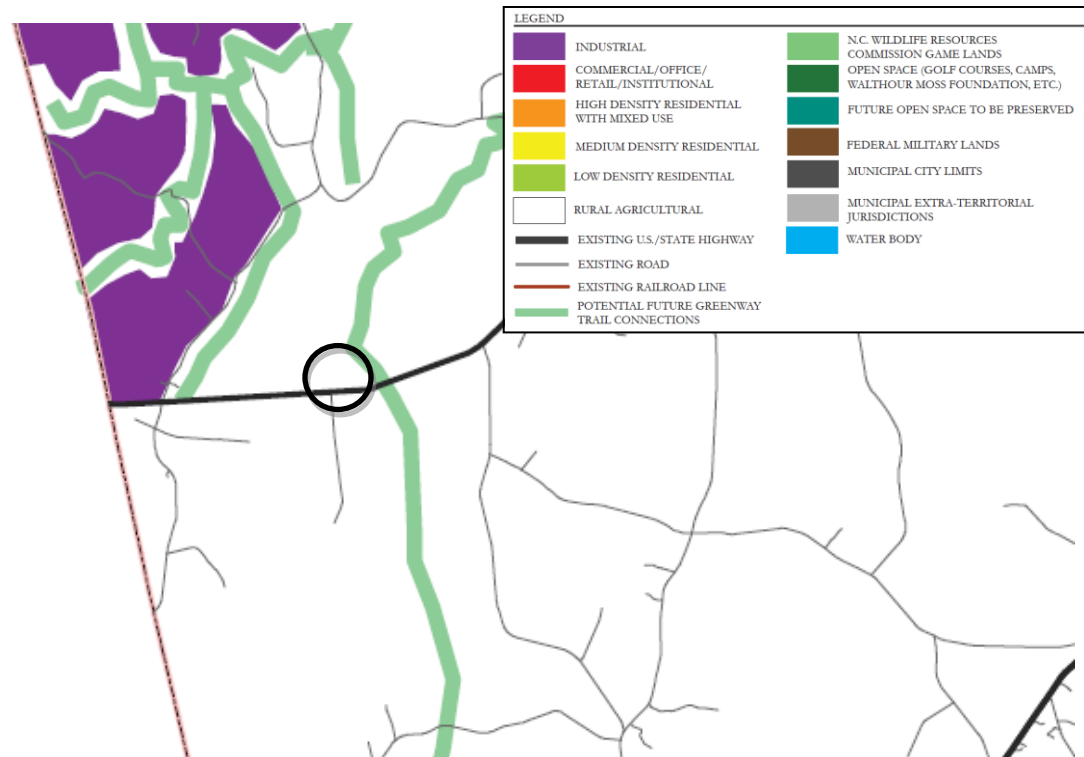 LEGEND
INDUSTRIAL
COMMERCIAL/OFFICE/
RETAIL/INSTITUTIONAL
HIGH DENSITY RESIDENTIAL
WITH MIXED USE
MEDIUM DENSITY RESIDENTIAL
LOW DENSITY RESIDENTIAL
RURAL AGRICULTURAL
EXISTING U.S./STATE HIGHWAY
EXISTING ROAD
EXISTING RAILROAD LINE
POTENTIAL FUTURE GREENWAY
TRAIL CONNECTIONS
N.C. WILDLIFE RESOURCES
COMMISSION GAME LANDS
OPEN SPACE (GOLF COURSES, CAMPS,
WALTHOUR MOSS FOUNDATION, ETC.)
FUTURE OPEN SPACE TO BE PRESERVED
FEDERAL MILITARY LANDS
MUNICIPAL CITY LIMITS
MUNICIPAL EXTRA-TERRITORIAL
JURISDICTIONS
WATER BODY